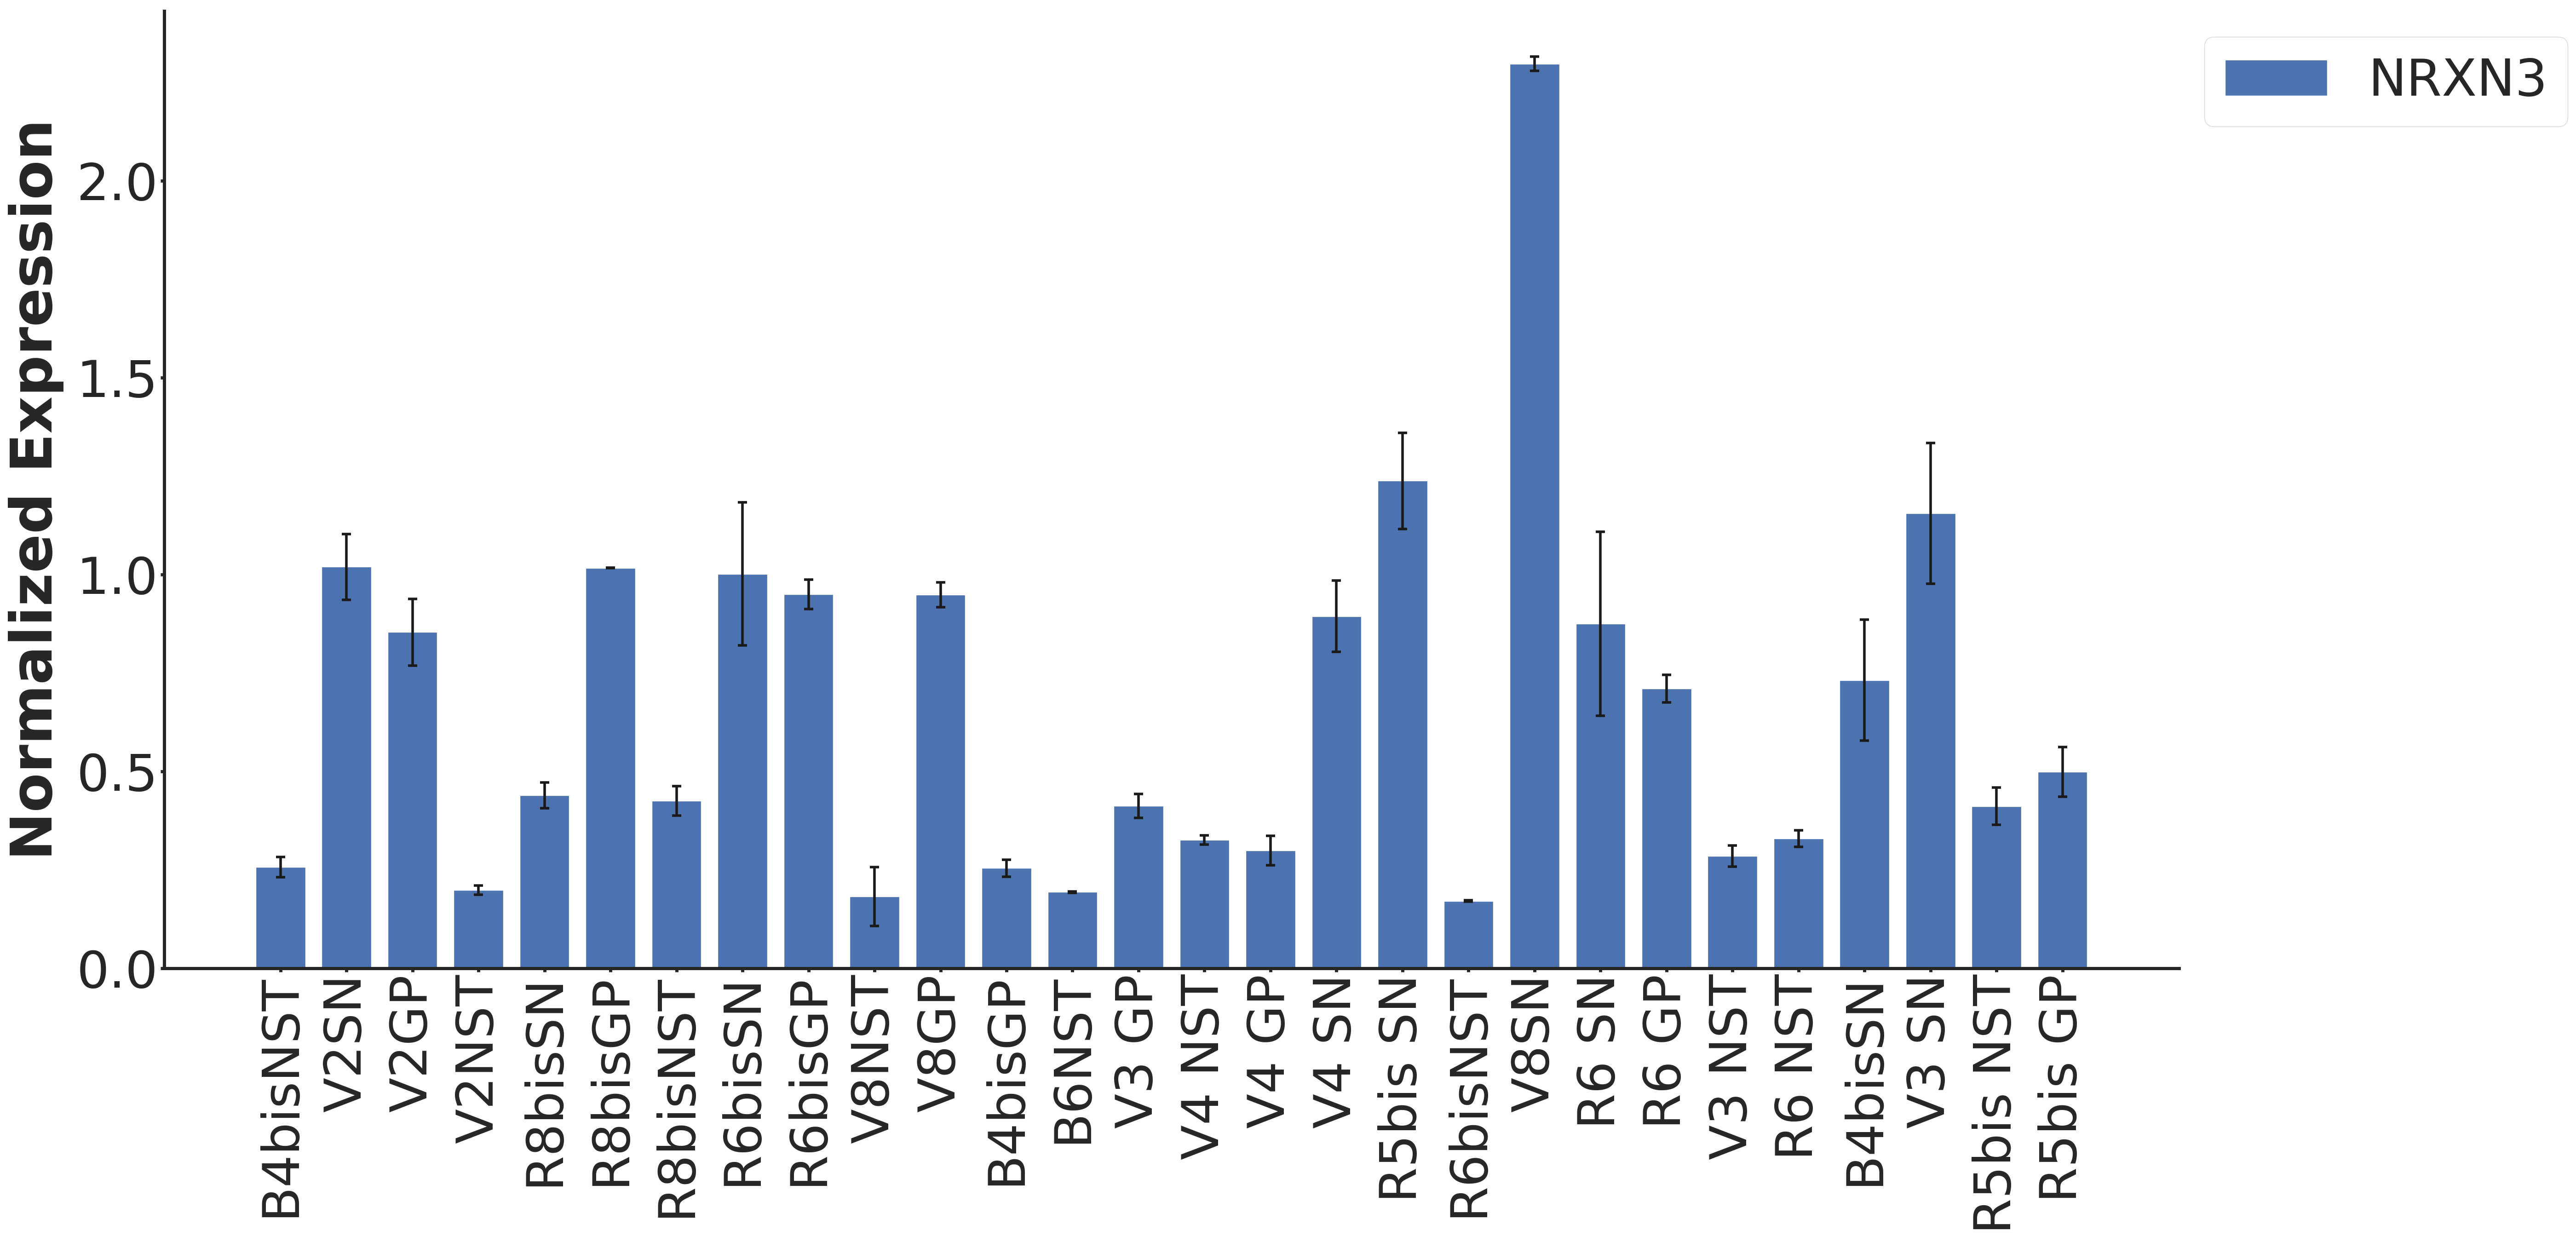 NRXN3
Normalized Expression
2.0
1.5
1.0
0.5
0.0
B4bisNST
V2SN
V2GP
V2NST
R8bisSN
R8bisGP
R8bisNST
R6bisSN
R6bisGP
V8NST
V8GP
B4bisGP
B6NST
V3 GP
V4 NST
V4 GP
V4 SN
R5bis SN
R6bisNST
V8SN
R6 SN
R6 GP
V3 NST
R6 NST
B4bisSN
V3 SN
R5bis NST
R5bis GP